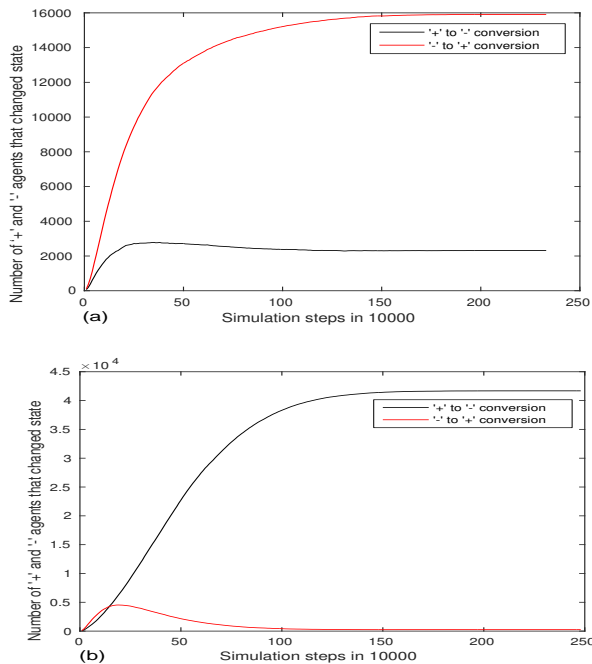 16000
14000
12000
10000
8000
6000
4000
2000
0
Number of '+' and '-' agents that changed state
'+' to '-' conversion
'-' to '+' conversion
0 50 100 150 200 250
(a)
Simulation steps in 10000
×10^4
4.5
4
3.5
3
2.5
2
1.5
1
0.5
0
Number of '+' and '-' agents that changed state
'+' to '-' conversion
'-' to '+' conversion
0 50 100 150 200 250
(b)
Simulation steps in 10000